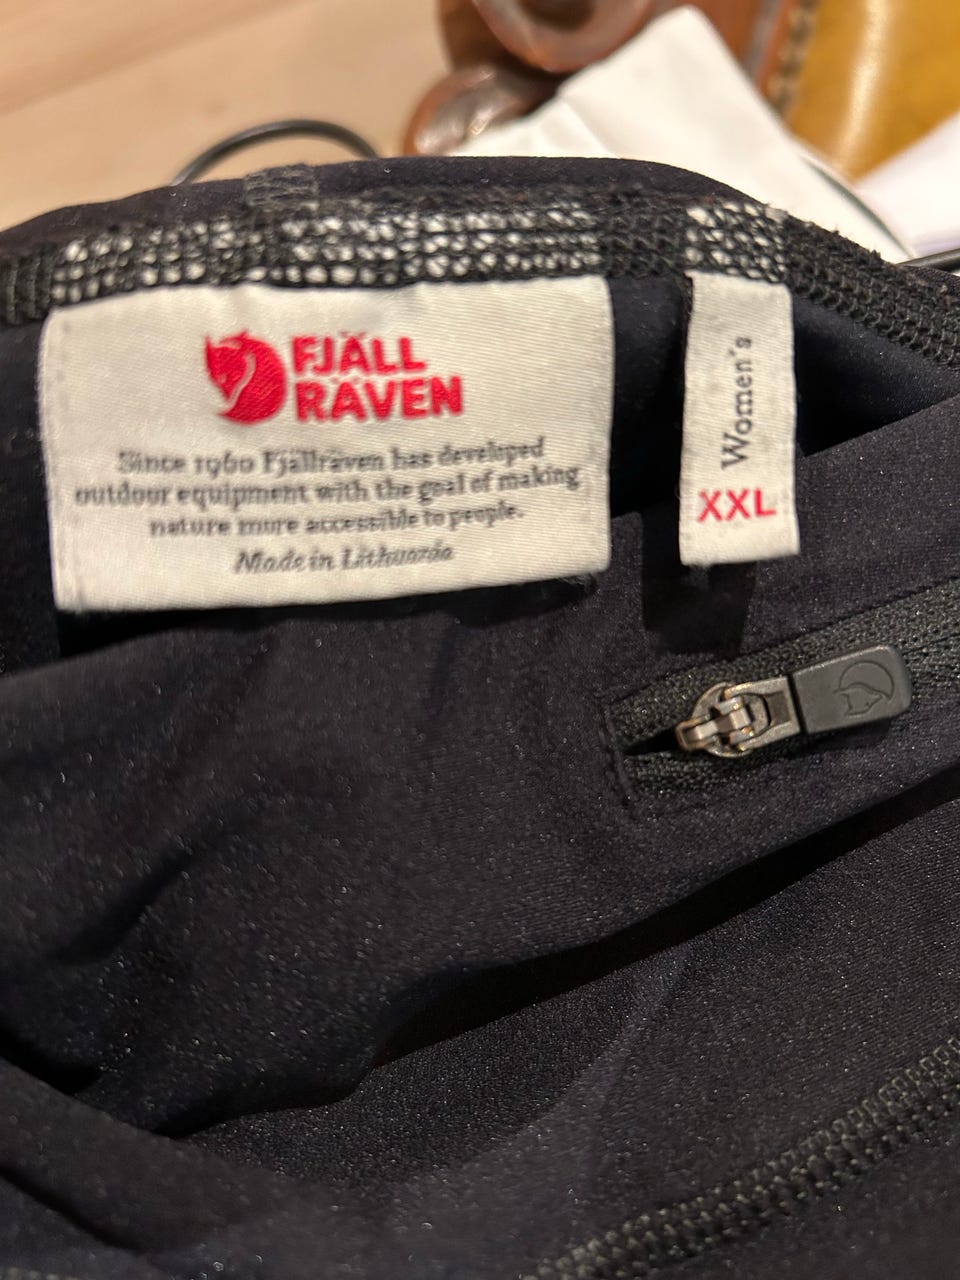 FJÄLL
RÄVEN
Since 1960 Fjällräven has developed
outdoor equipment with the goal of making
nature more accessible to people.
Made in Lithuania
Women's
XXL